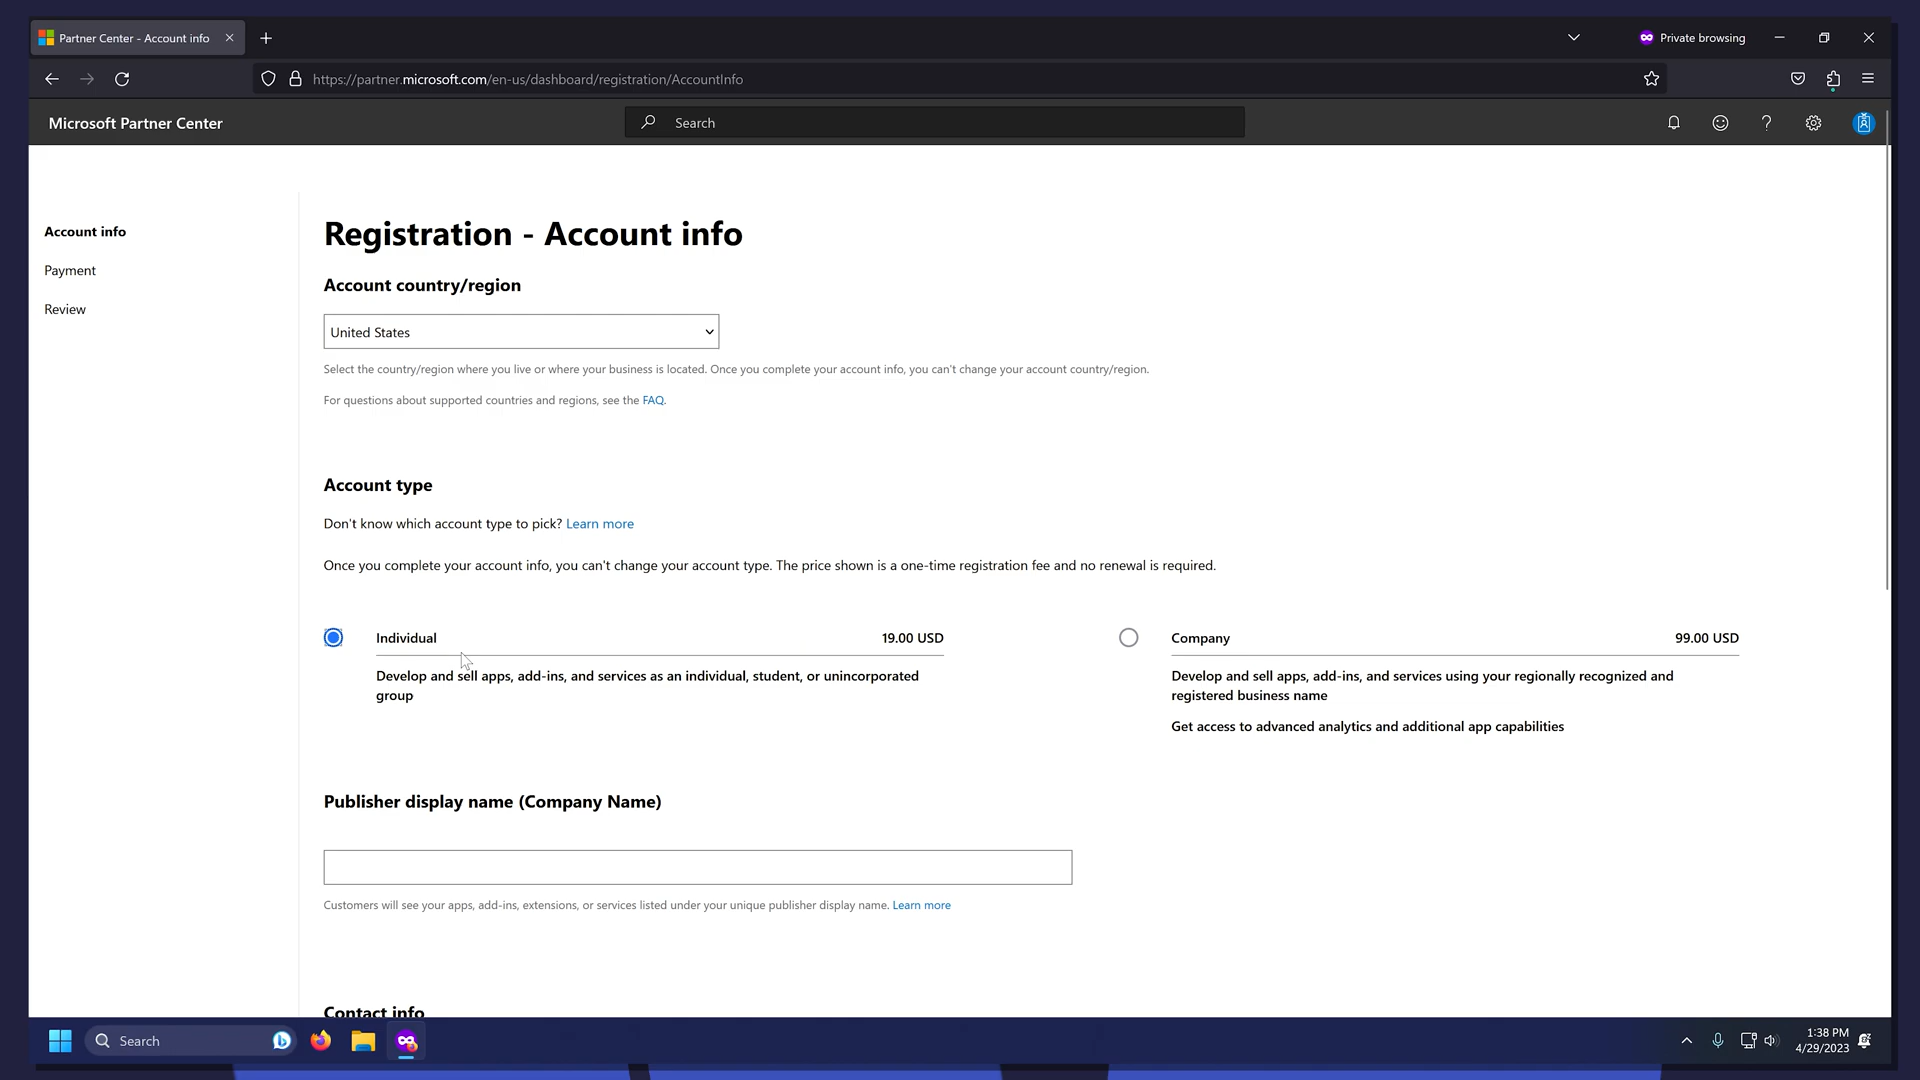 Partner Center - Account info
Private browsing
https://partner.microsoft.com/en-us/dashboard/registration/AccountInfo
Microsoft Partner Center
Search
Account info
Payment
Review
Registration - Account info
Account country/region
United States
Select the country/region where you live or where your business is located. Once you complete your account info, you can't change your account country/region.
For questions about supported countries and regions, see the FAQ.
Account type
Don't know which account type to pick? Learn more
Once you complete your account info, you can't change your account type. The price shown is a one-time registration fee and no renewal is required.
Individual 19.00 USD
Develop and sell apps, add-ins, and services as an individual, student, or unincorporated
group
Company 99.00 USD
Develop and sell apps, add-ins, and services using your regionally recognized and
registered business name
Get access to advanced analytics and additional app capabilities
Publisher display name (Company Name)
Customers will see your apps, add-ins, extensions, or services listed under your unique publisher display name. Learn more
Contact info
Search
1:38 PM
4/29/2023